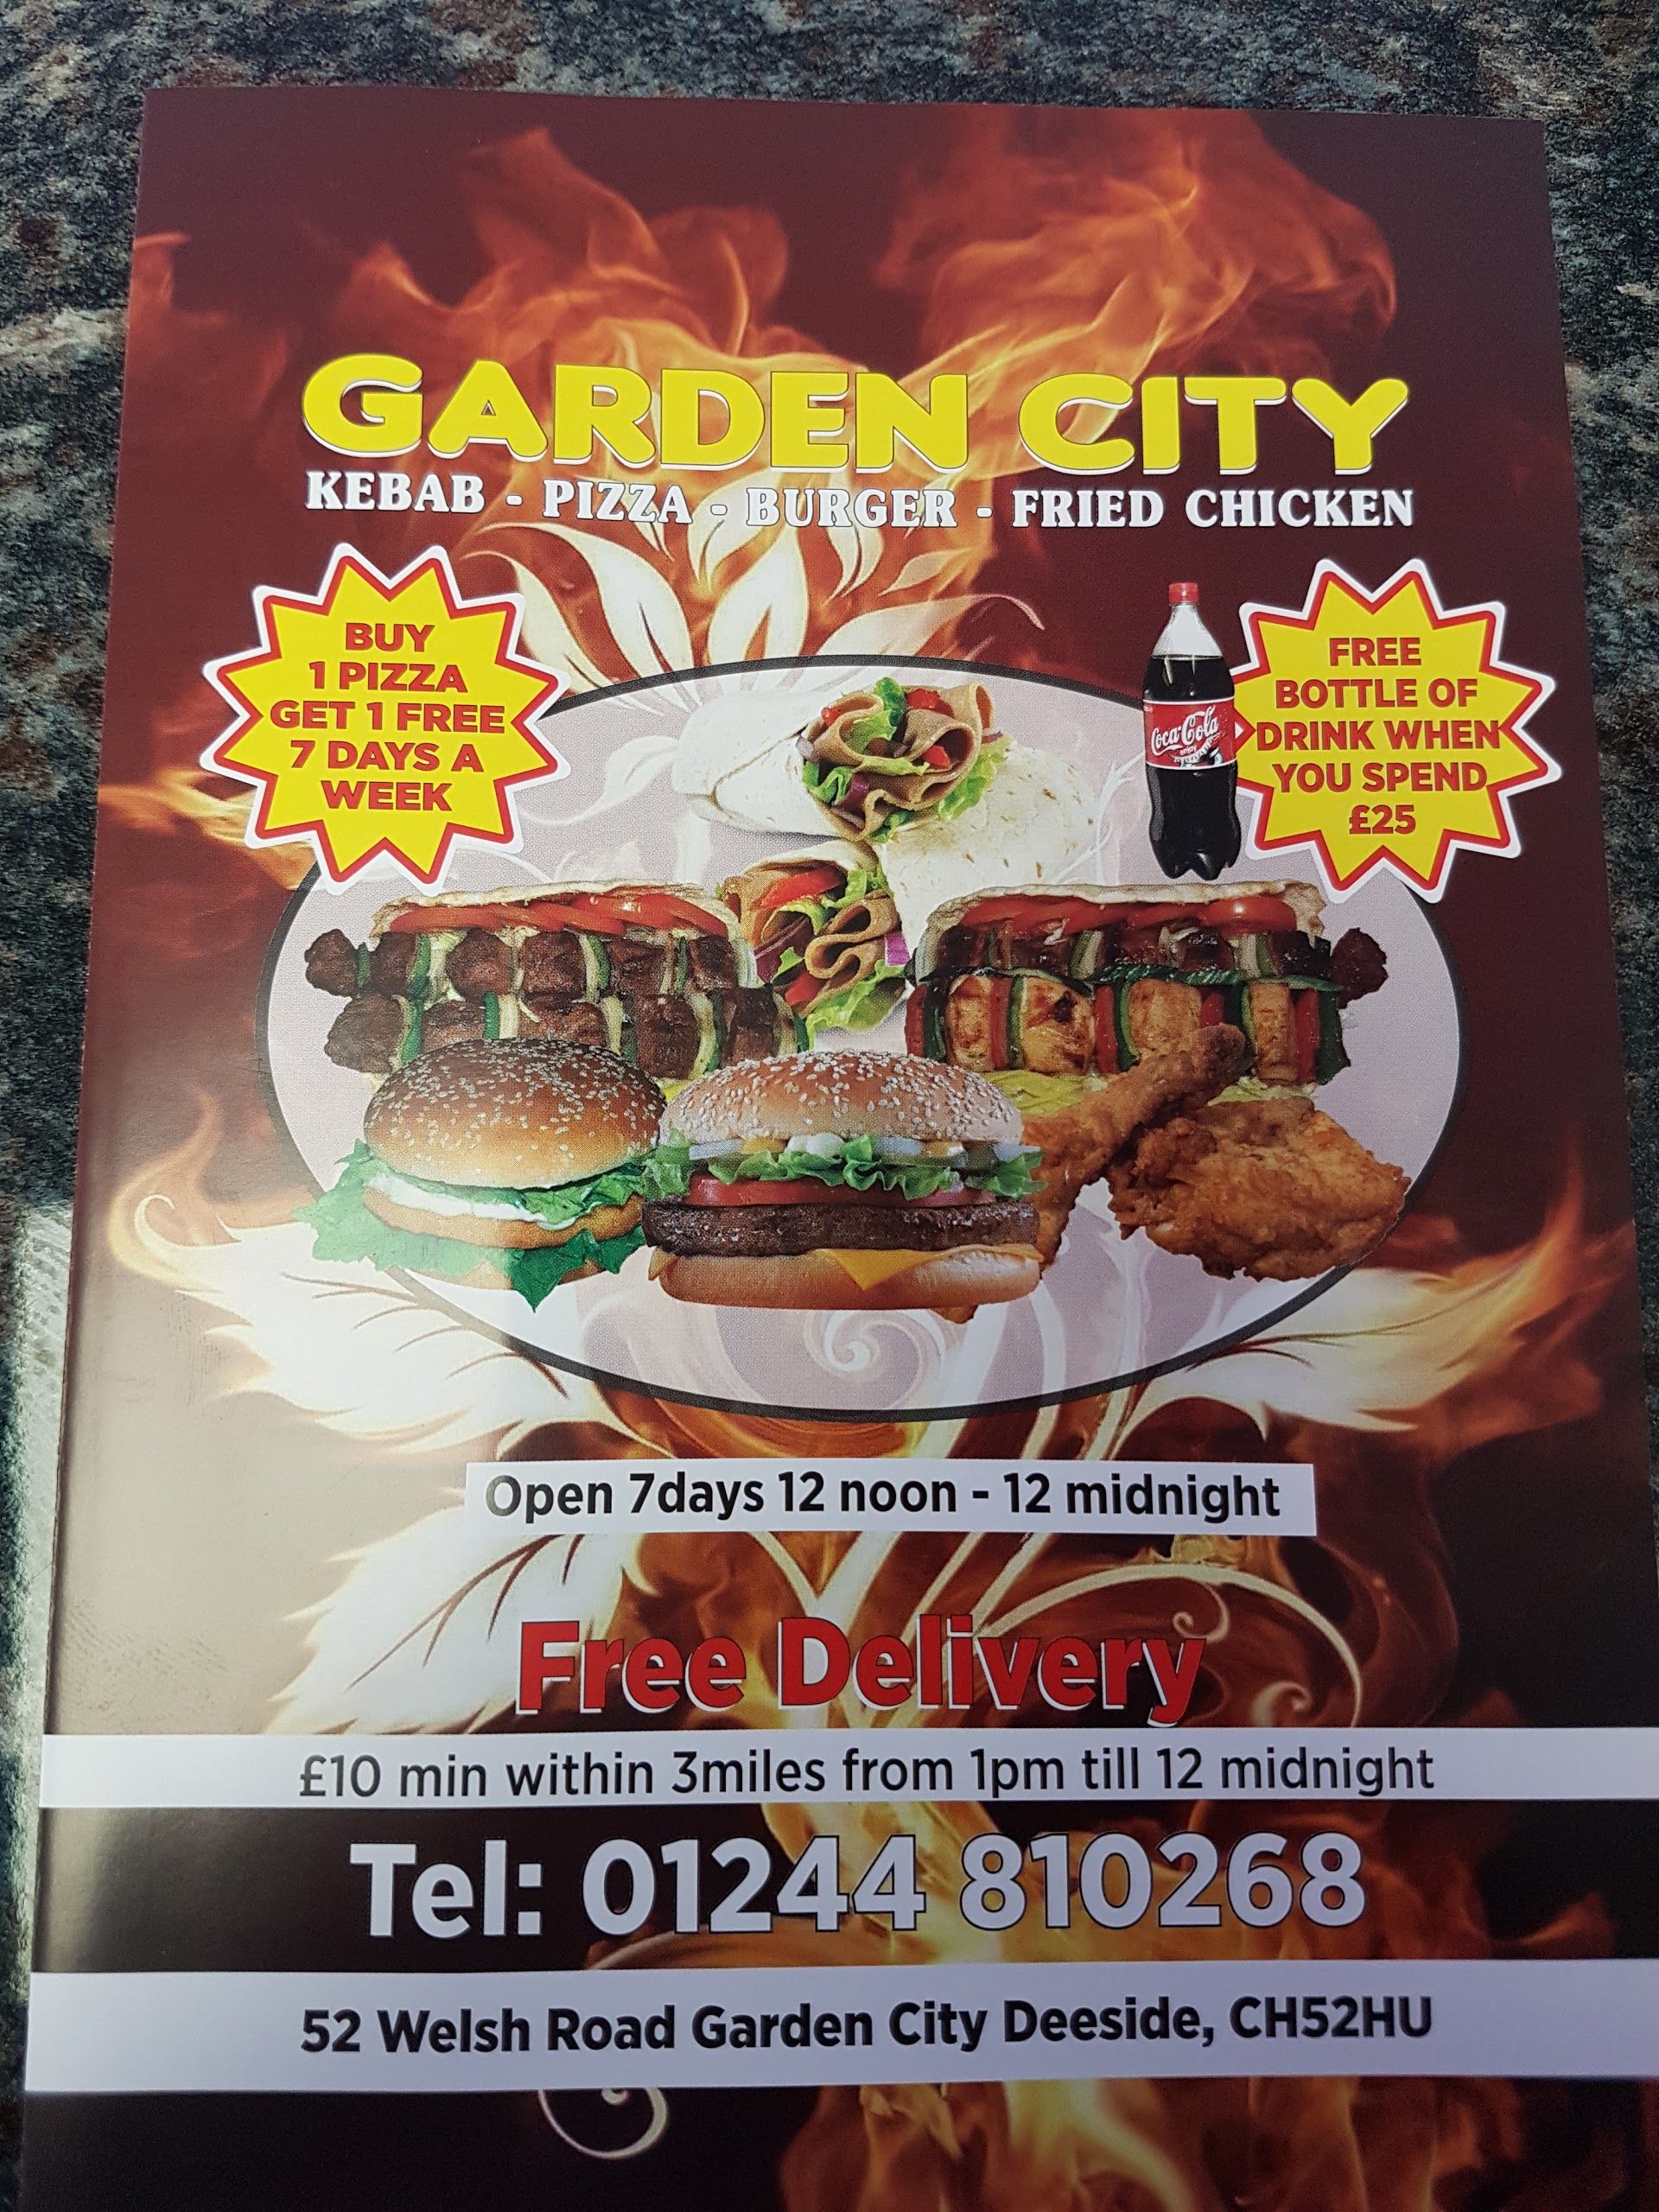 GARDEN CITY
KEBAB - PIZZA - BURGER - FRIED CHICKEN
BUY
1 PIZZA
GET 1 FREE
7 DAYS A
WEEK
Coca-Cola
enjoy
FREE
BOTTLE OF
DRINK WHEN
YOU SPEND
£25
Open 7days 12 noon - 12 midnight
Free Delivery
£10 min within 3miles from 1pm till 12 midnight
Tel: 01244 810268
52 Welsh Road Garden City Deeside, CH52HU